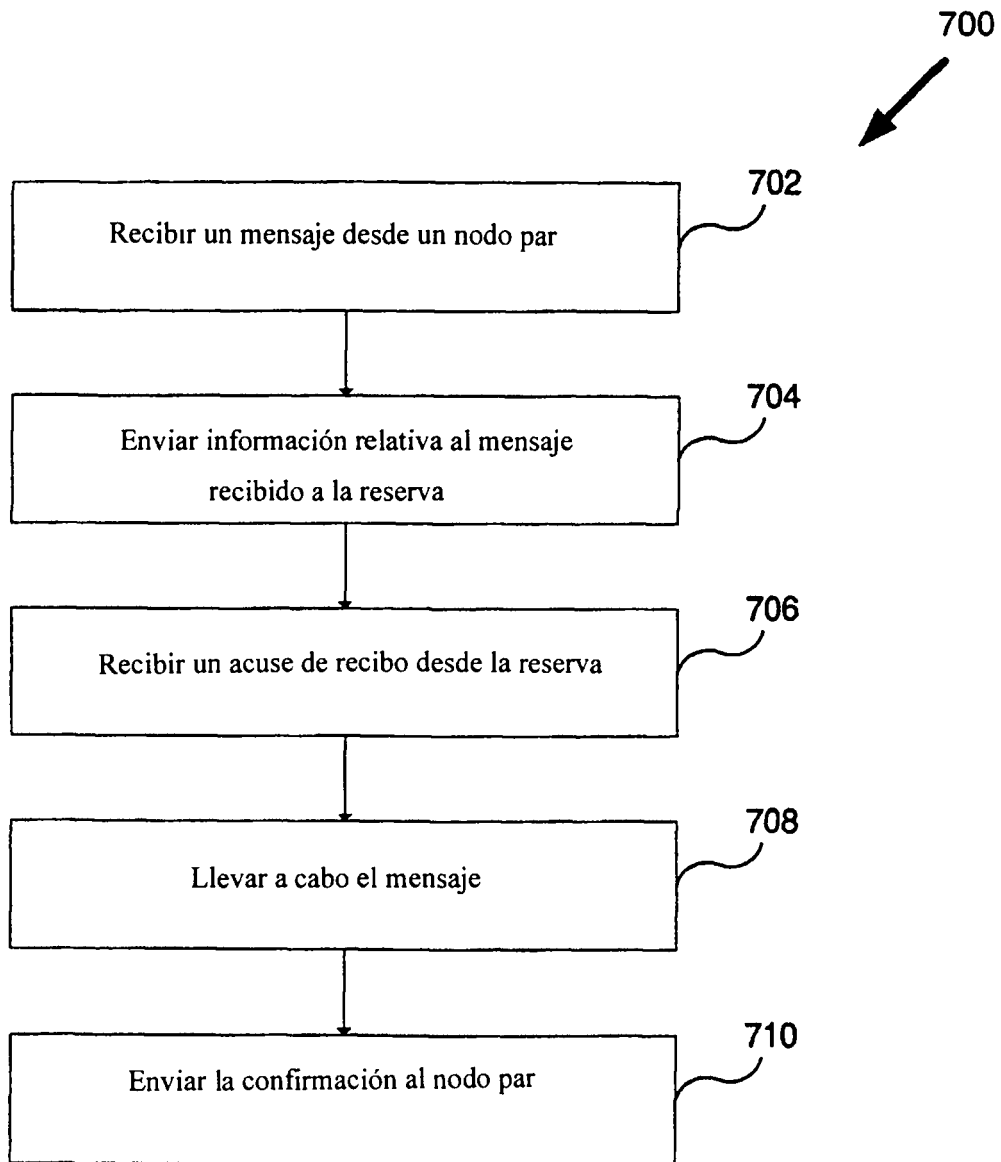 700
702
Recibir un mensaje desde un nodo par
704
Enviar información relativa al mensaje
recibido a la reserva
706
Recibir un acuse de recibo desde la reserva
708
Llevar a cabo el mensaje
710
Enviar la confirmación al nodo par